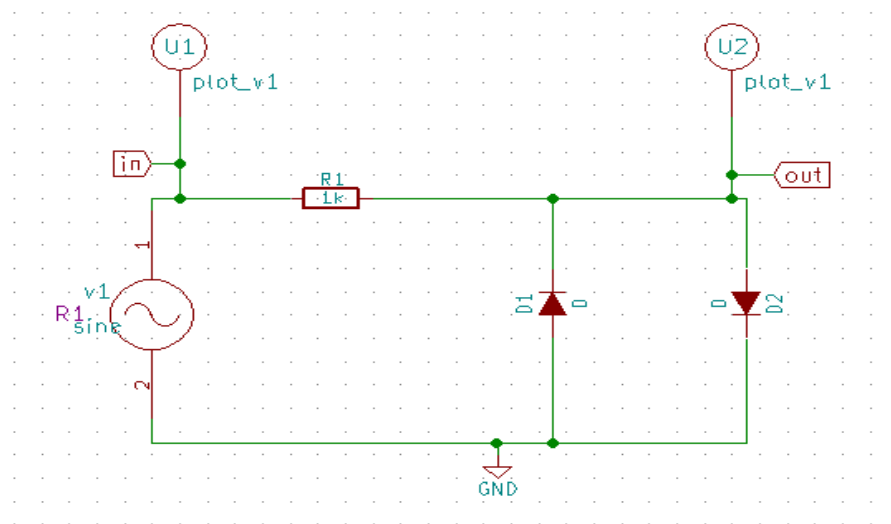 U1
plot_v1
U2
plot_v1
in
out
R1
1k
1
v1
R1
sine
2
D1
D
D
D2
GND